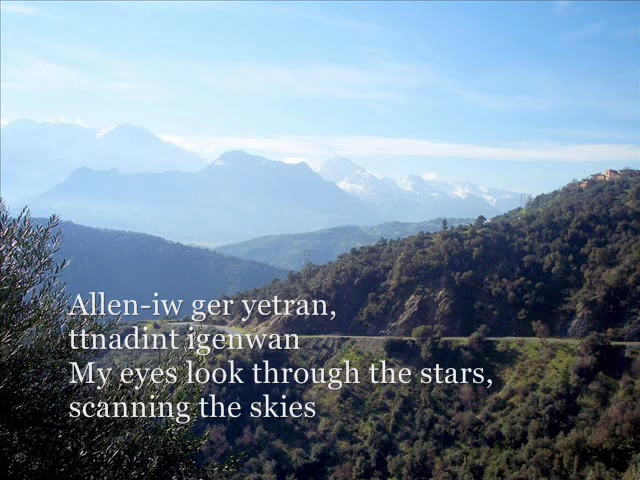 Allen-iw ger yetran,
ttnadint igenwan
My eyes look through the stars,
scanning the skies